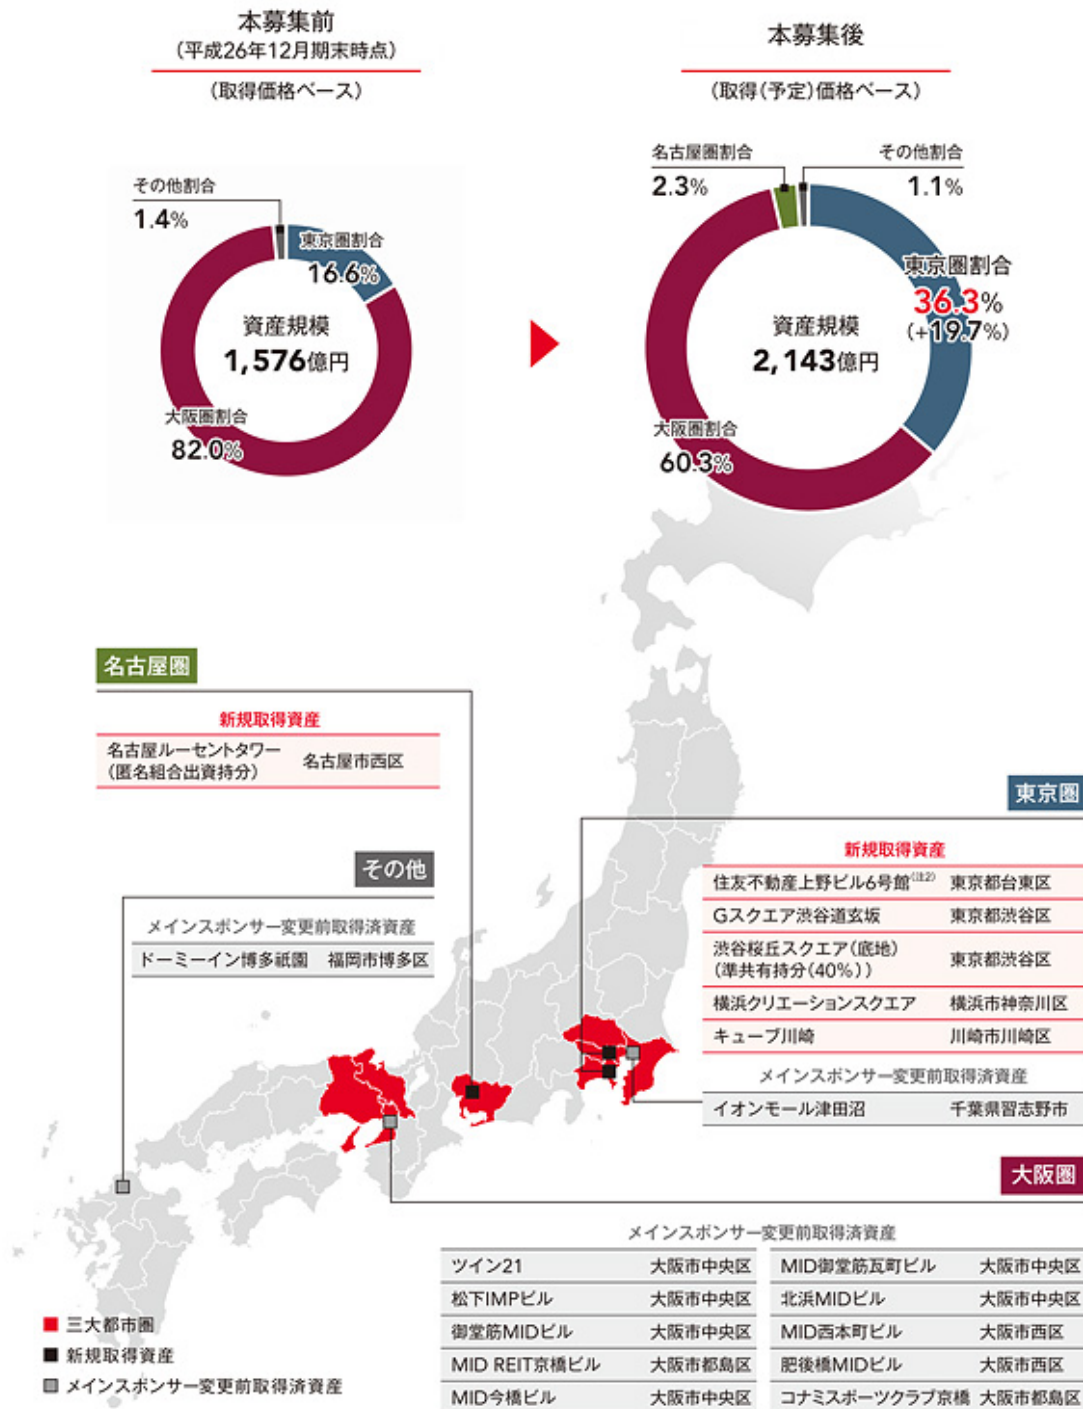 本募集前
（平成26年12月期末時点）
（取得価格ベース）
その他割合
1.4%
東京圏割合
16.6%
資産規模
1,576億円
大阪圏割合
82.0%
本募集後
（取得（予定）価格ベース）
名古屋圏割合
2.3%
その他割合
1.1%
東京圏割合
36.3%
（+19.7%）
資産規模
2,143億円
大阪圏割合
60.3%
名古屋圏
新規取得資産
名古屋ルーセントタワー
（匿名組合出資持分） 名古屋市西区
その他
メインスポンサー変更前取得済資産
ドーミーイン博多祇園 福岡市博多区
東京圏
新規取得資産
住友不動産上野ビル6号館（注2） 東京都台東区
Gスクエア渋谷道玄坂 東京都渋谷区
渋谷桜丘スクエア（底地）
（準共有持分（40%）） 東京都渋谷区
横浜クリエーションスクエア 横浜市神奈川区
キューブ川崎 川崎市川崎区
メインスポンサー変更前取得済資産
イオンモール津田沼 千葉県習志野市
大阪圏
メインスポンサー変更前取得済資産
ツイン21 大阪市中央区 MID御堂筋瓦町ビル 大阪市中央区
松下IMPビル 大阪市中央区 北浜MIDビル 大阪市中央区
御堂筋MIDビル 大阪市中央区 MID西本町ビル 大阪市西区
MID REIT京橋ビル 大阪市都島区 肥後橋MIDビル 大阪市西区
MID今橋ビル 大阪市中央区 コナミスポーツクラブ京橋 大阪市都島区
三大都市圏
新規取得資産
メインスポンサー変更前取得済資産